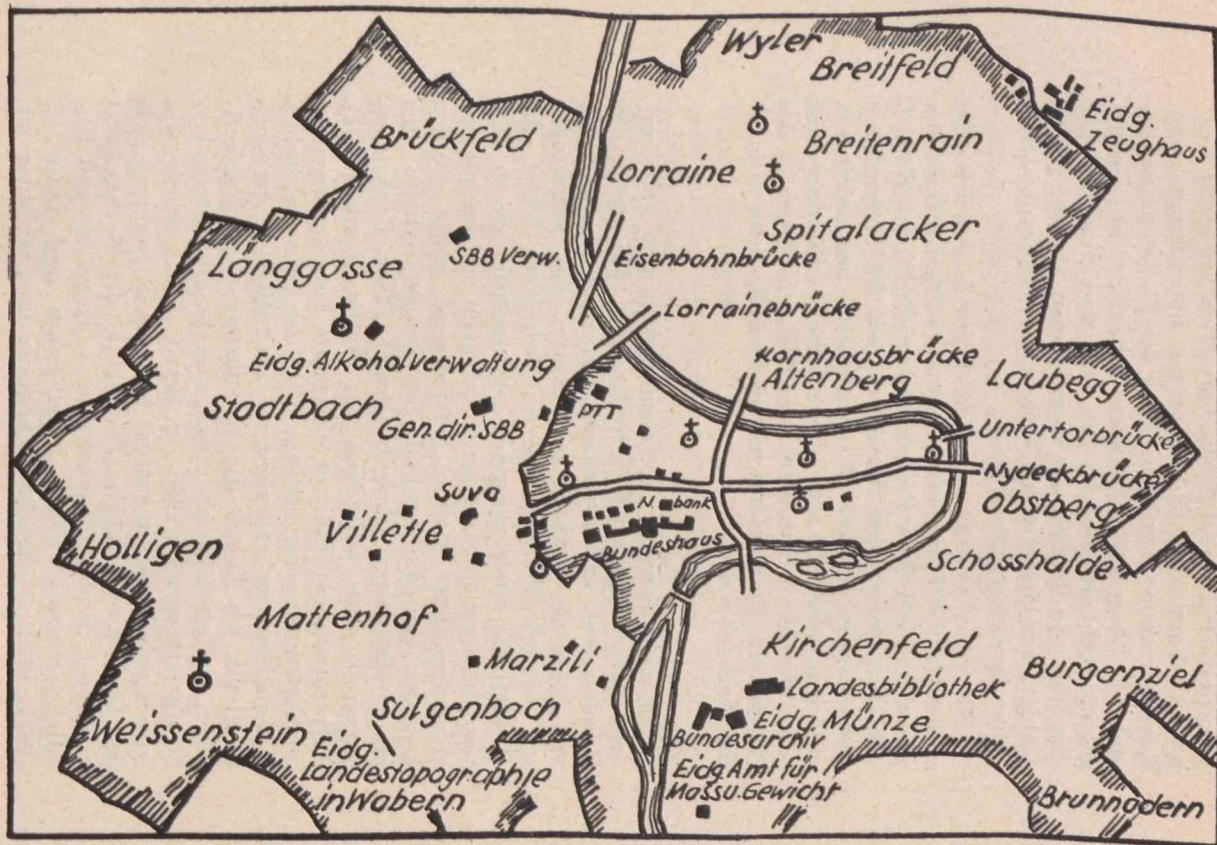 Wyler
Breitfeld
Eidg.
Zeughaus
Brückfeld
Breitenrain
Lorraine
Spitalacker
SBB Verw.
Eisenbahnbrücke
Länggasse
Lorrainebrücke
Eidg. Alkoholverwaltung
Kornhausbrücke
Altenberg
Laubegg
Stadtbach
Gen.dir. SBB
PTT
Untertorbrücke
Nydeckbrücke
Obstberg
Suva
N. bank
Villette
Bundeshaus
Holligen
Schosshalde
Mattenhof
Kirchenfeld
Marzili
Burgernziel
Landesbibliothek
Sulgenbach
Eidg. Münze
Weissenstein
Bundesarchiv
Eidg.
Landestopographie
in Wabern
Eidg. Amt für
Mass u. Gewicht
Brunnadern